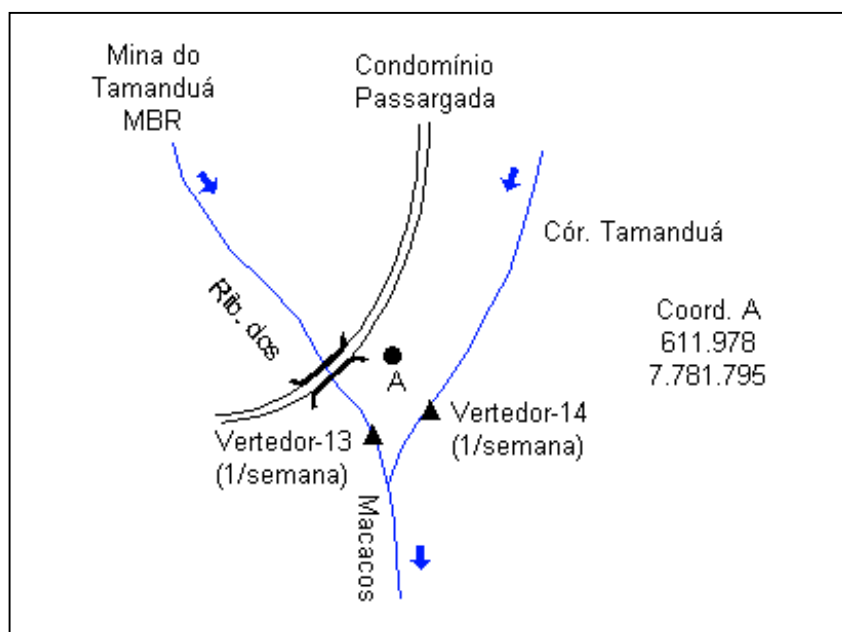 Mina do
Tamanduá
MBR
Condomínio
Passargada
Cór. Tamanduá
Rib. dos
Coord. A
611.978
7.781.795
A
Vertedor-13
(1/semana)
Vertedor-14
(1/semana)
Macacos